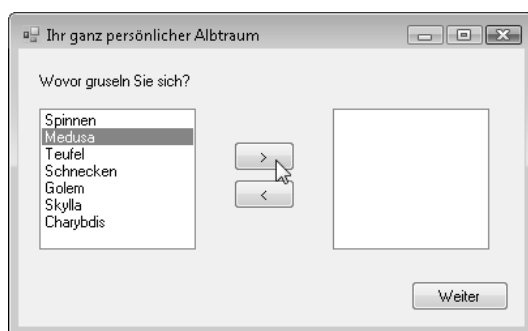 Ihr ganz persönlicher Albtraum
Wovor gruseln Sie sich?
Spinnen
Medusa
Teufel
Schnecken
Golem
Skylla
Charybdis
>
<
Weiter